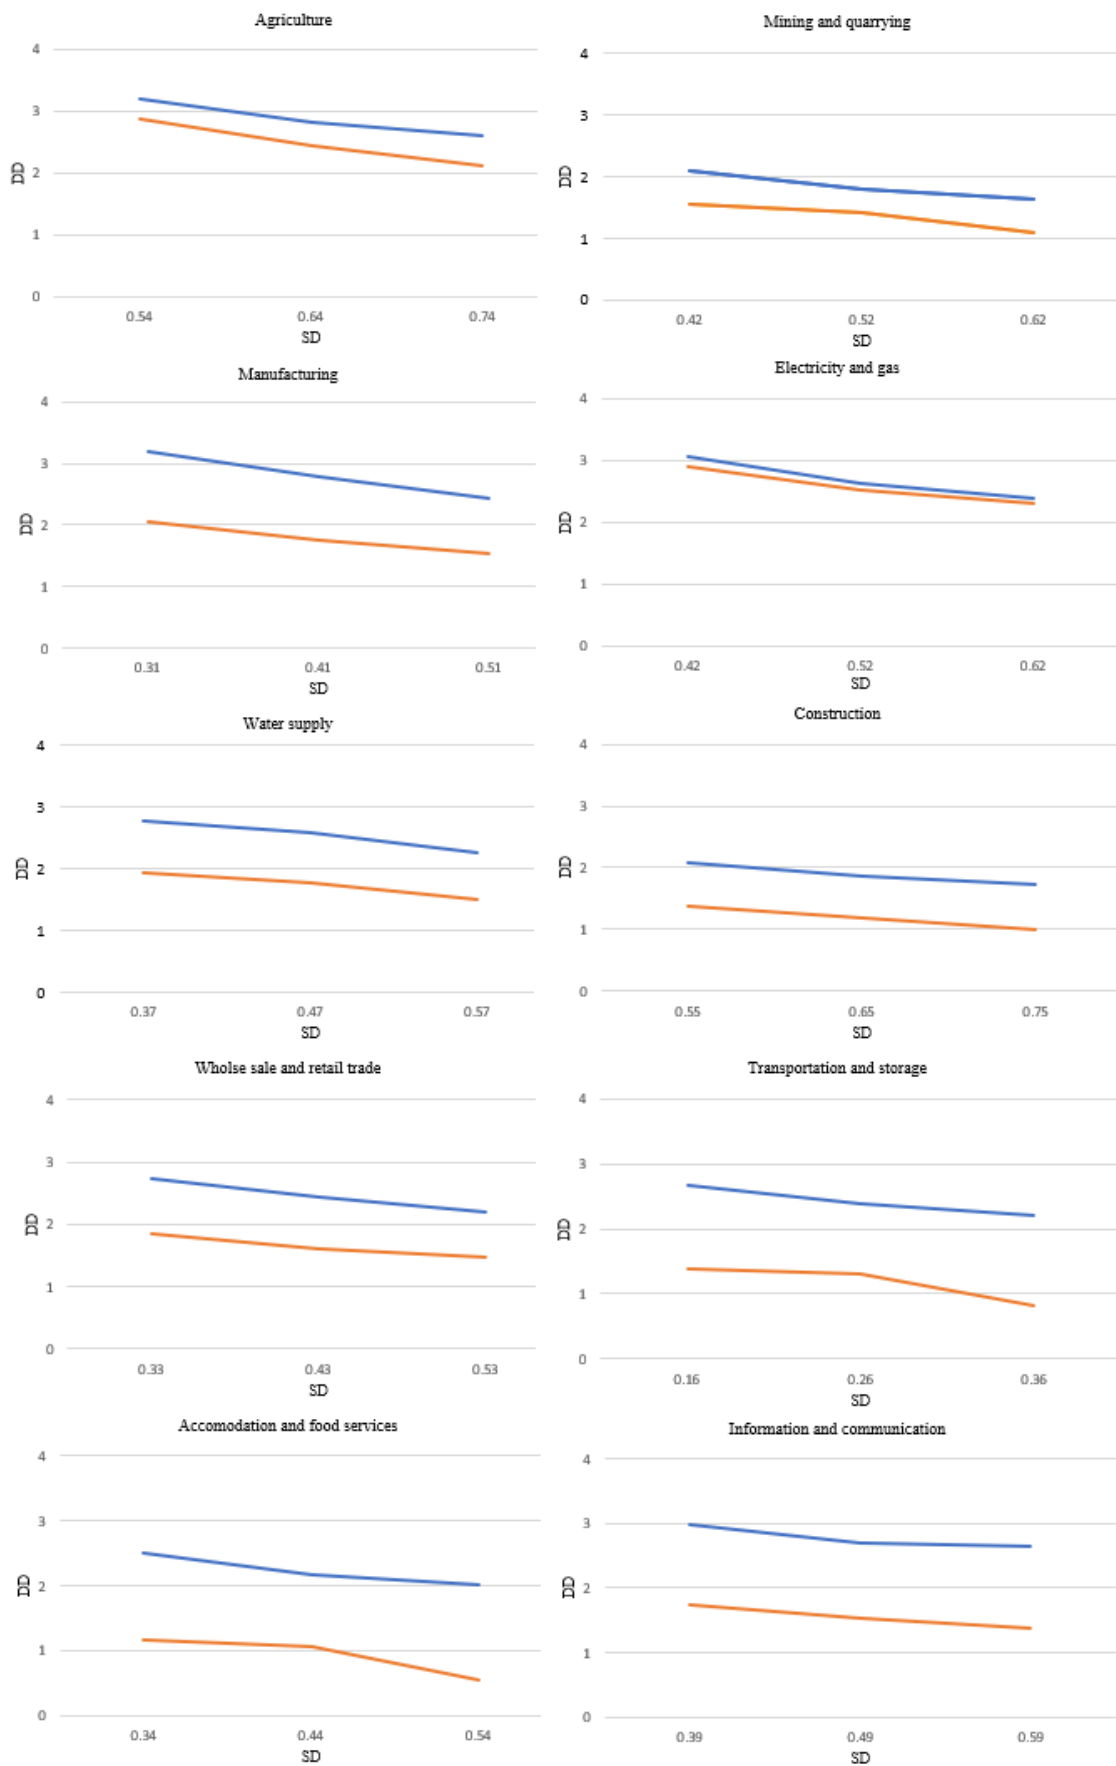 Agriculture
4
3
2
1
0
DD
0.54 0.64 0.74
SD
Mining and quarrying
4
3
2
1
0
DD
0.42 0.52 0.62
SD
Manufacturing
4
3
2
1
0
DD
0.31 0.41 0.51
SD
Electricity and gas
4
3
2
1
0
DD
0.42 0.52 0.62
SD
Water supply
4
3
2
1
0
DD
0.37 0.47 0.57
SD
Construction
4
3
2
1
0
DD
0.55 0.65 0.75
SD
Wholse sale and retail trade
4
3
2
1
0
DD
0.33 0.43 0.53
SD
Transportation and storage
4
3
2
1
0
DD
0.16 0.26 0.36
SD
Accomodation and food services
4
3
2
1
0
DD
0.34 0.44 0.54
SD
Information and communication
4
3
2
1
0
DD
0.39 0.49 0.59
SD